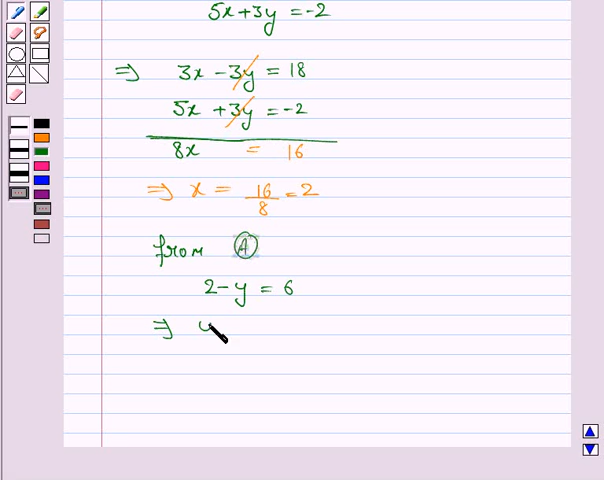 5x+3y=-2
⇒ 3x-3y=18
5x+3y=-2
8x = 16
⇒ x = 16/8 = 2
from Ⓐ
2-y=6
⇒